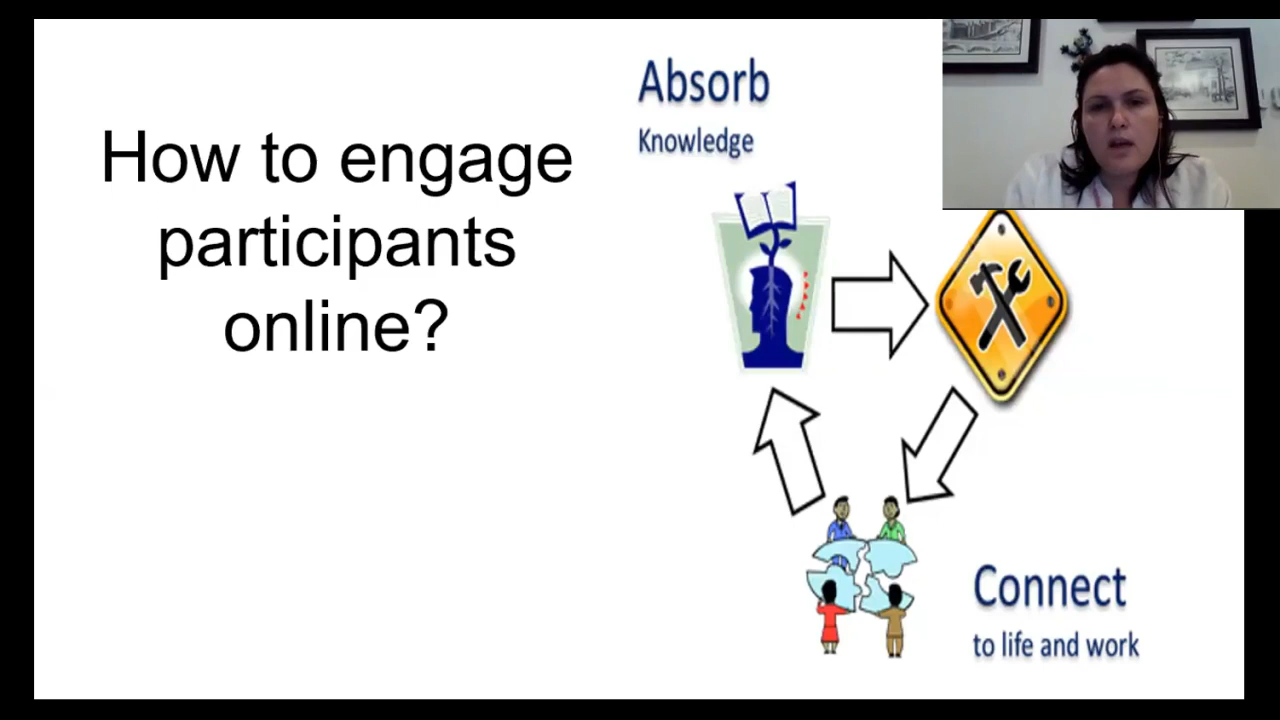 How to engage
participants
online?
Absorb
Knowledge
Connect
to life and work